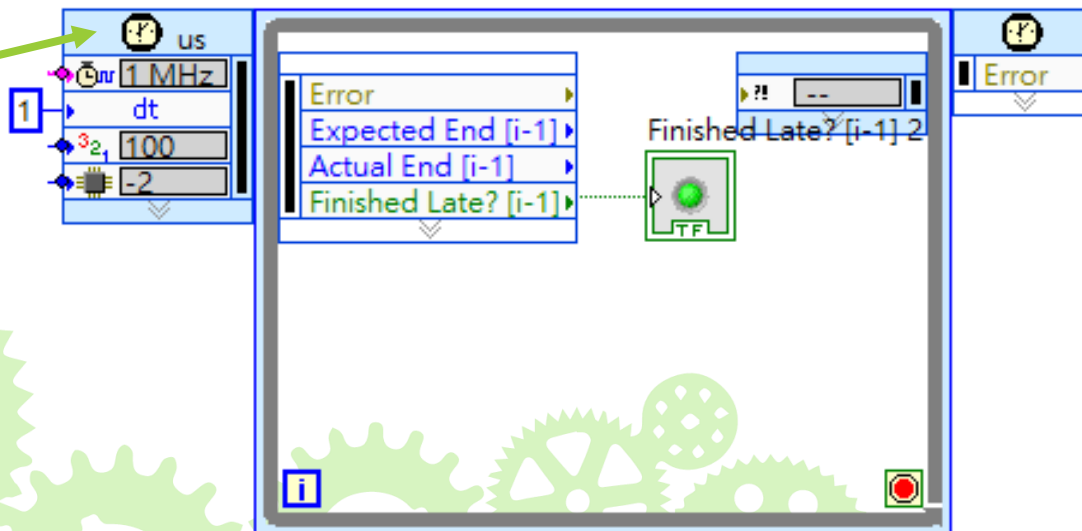 us
1 MHz
1
dt
100
-2
Error
Expected End [i-1]
Actual End [i-1]
Finished Late? [i-1]
?!
--
Finished Late? [i-1] 2
TF
i
Error